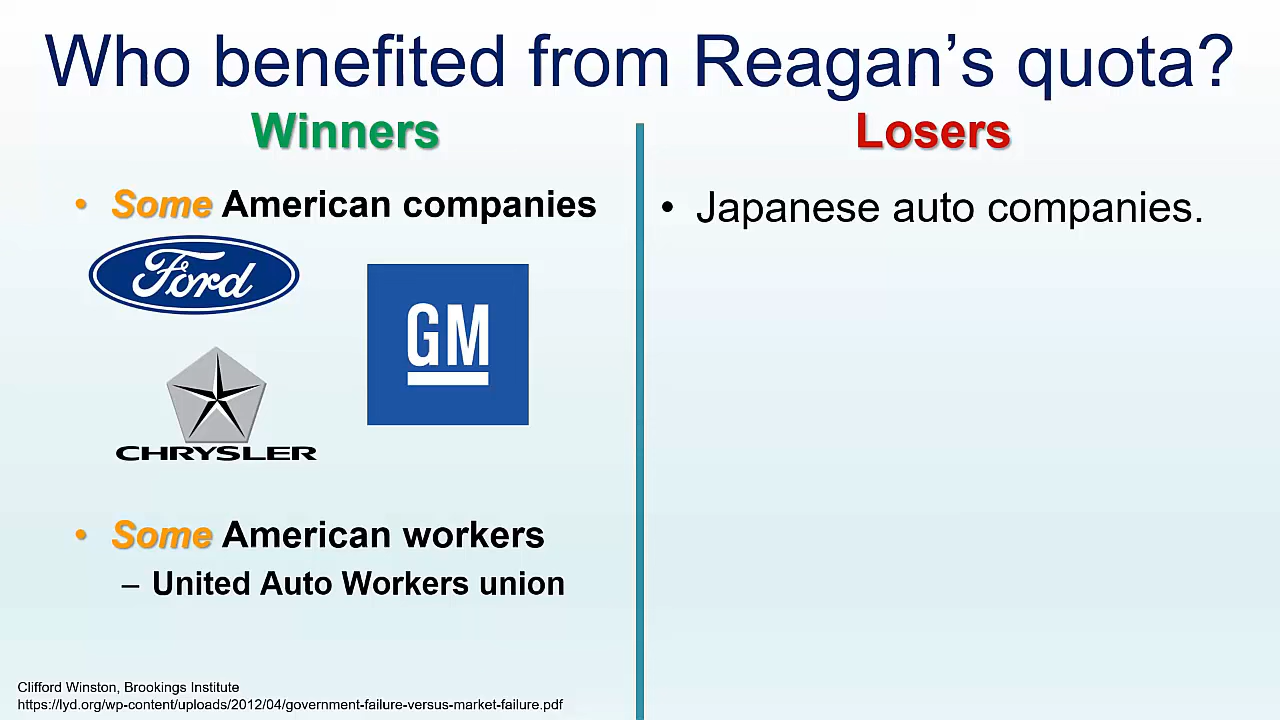 Who benefited from Reagan's quota?
Winners
• Some American companies
Ford
GM
CHRYSLER
• Some American workers
– United Auto Workers union
Losers
• Japanese auto companies.
Clifford Winston, Brookings Institute
https://lyd.org/wp-content/uploads/2012/04/government-failure-versus-market-failure.pdf